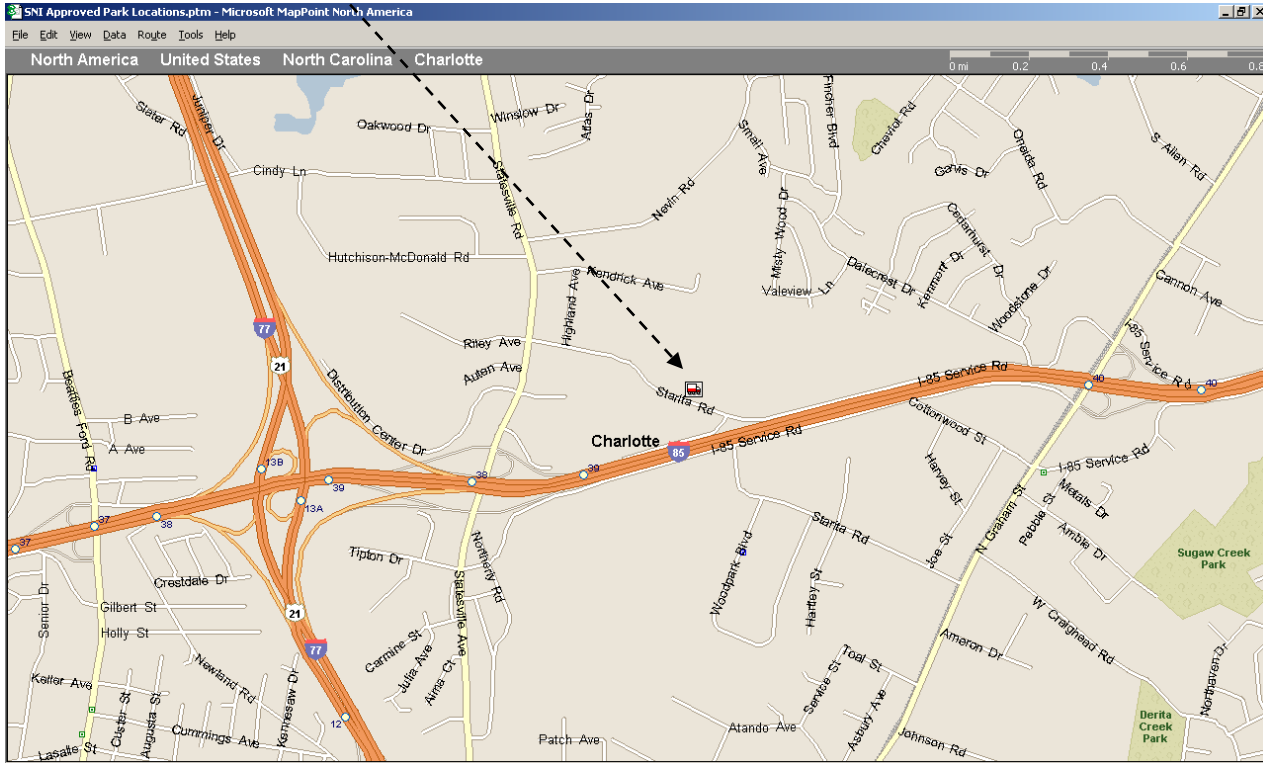 SNI Approved Park Locations.ptm - Microsoft MapPoint North America
File Edit View Data Route Tools Help
North America United States North Carolina Charlotte
0 mi 0.2 0.4 0.6 0.8
Slater Rd
Juniper Dr
Oakwood Dr
Winslow Dr
Atlas Dr
Small Ave
Fincher Blvd
Cheviot Rd
Oneida Rd
S Allen Rd
Cindy Ln
Statesville Rd
Nevin Rd
Gavis Dr
Misty Wood Dr
Cedarhurst Dr
Hutchison-McDonald Rd
Kendrick Ave
Highland Ave
Valeview Ln
Dalecrest Dr
Kenmont Dr
Woodstone Dr
Cannon Ave
77
21
Riley Ave
Auten Ave
Distribution Center Dr
Starita Rd
I-85 Service Rd
I-85 Service Rd
40
40
Beatties Ford Rd
B Ave
A Ave
Charlotte
85
I-85 Service Rd
Cottonwood St
Harvey St
I-85 Service Rd
Metals Dr
Pebble St
Amble Dr
13B
39
13A
38
39
37
38
37
Starita Rd
Joe St
N Graham St
Sugaw Creek
Park
Tipton Dr
Northerly Rd
Statesville Ave
Woodpark Blvd
Hartley St
Crestdale Dr
Senior Dr
Gilbert St
Holly St
21
77
Carmine St
Julia Ave
Alma Ct
W Craighead Rd
Ameron Dr
Toal St
Service St
Asbury Ave
Northaven Dr
Keller Ave
Custer St
Augusta St
Newland Rd
Kennesaw Dr
12
Cummings Ave
Lasalle St
Patch Ave
Atando Ave
Johnson Rd
Derita
Creek
Park